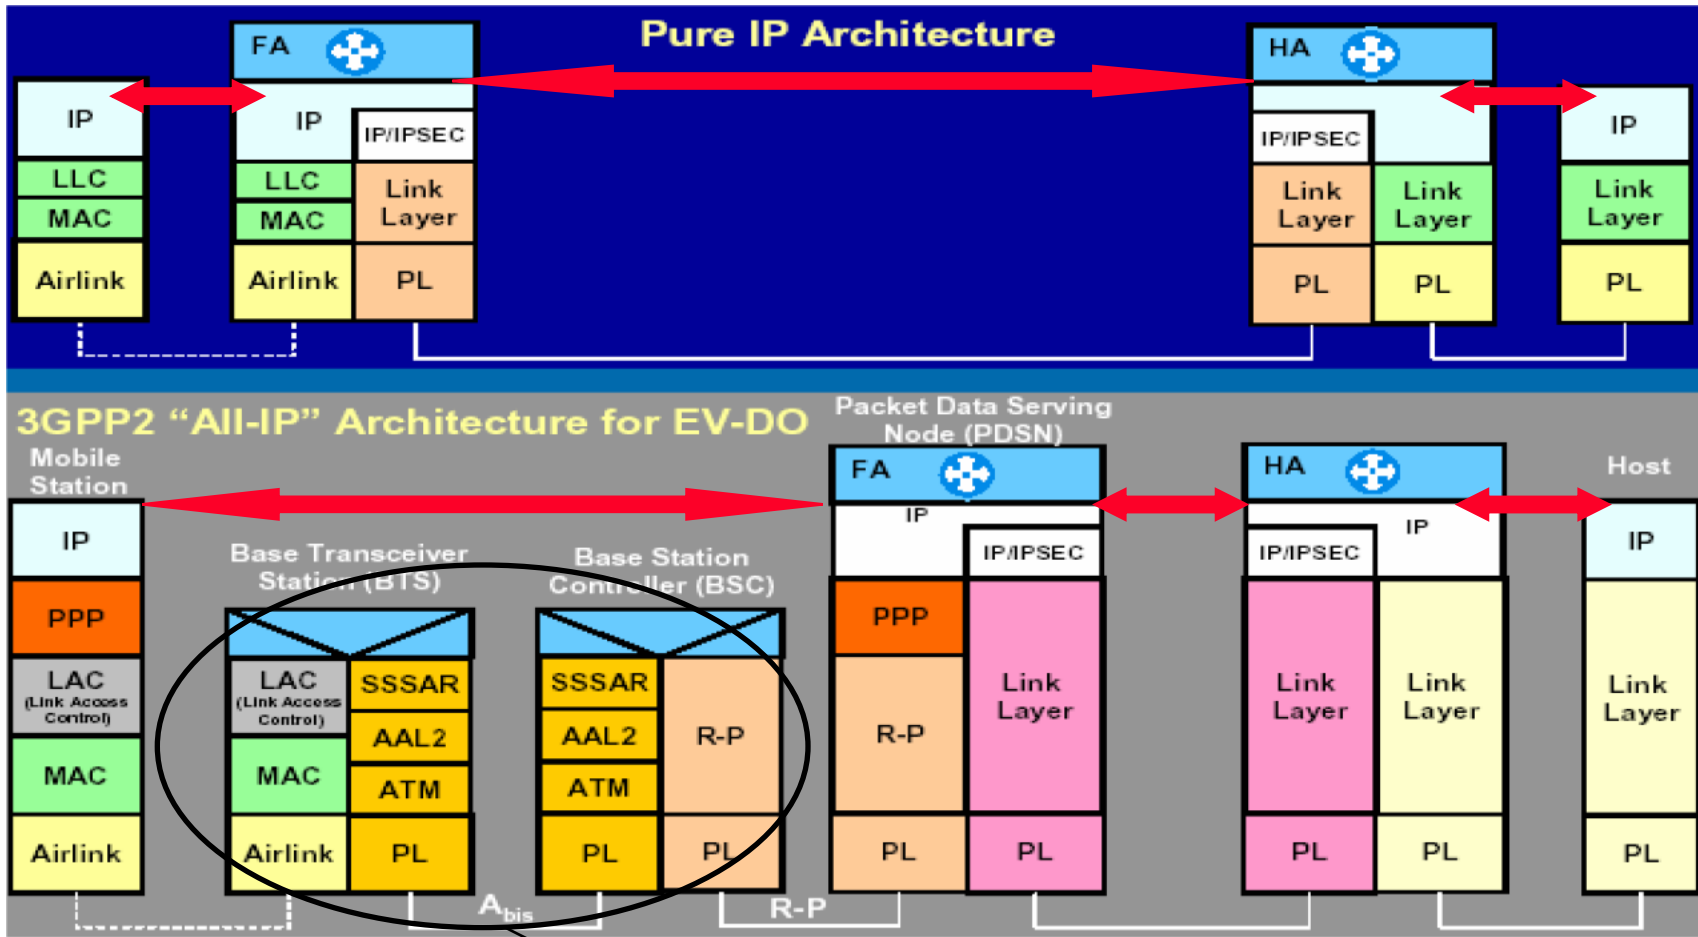 Pure IP Architecture
FA
HA
IP
IP
IP/IPSEC
IP/IPSEC
IP
LLC
MAC
LLC
MAC
Link
Layer
Link
Layer
Link
Layer
Link
Layer
Airlink
Airlink
PL
PL
PL
PL
3GPP2 “All-IP” Architecture for EV-DO
Packet Data Serving
Node (PDSN)
Mobile
Station
FA
HA
Host
IP
Base Transceiver
Station (BTS)
Base Station
Controller (BSC)
IP
IP/IPSEC
IP/IPSEC
IP
IP
PPP
PPP
LAC
(Link Access
Control)
LAC
(Link Access
Control)
SSSAR
SSSAR
AAL2
AAL2
R-P
R-P
Link
Layer
Link
Layer
Link
Layer
Link
Layer
MAC
MAC
ATM
ATM
Airlink
Airlink
PL
PL
PL
PL
PL
PL
PL
PL
Abis
R-P